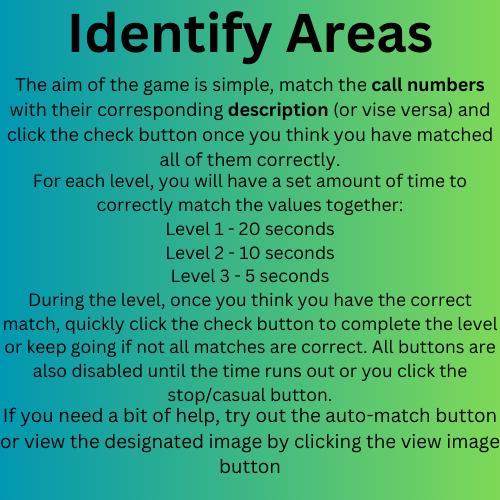 Identify Areas
The aim of the game is simple, match the call numbers
with their corresponding description (or vise versa) and
click the check button once you think you have matched
all of them correctly.
For each level, you will have a set amount of time to
correctly match the values together:
Level 1 - 20 seconds
Level 2 - 10 seconds
Level 3 - 5 seconds
During the level, once you think you have the correct
match, quickly click the check button to complete the level
or keep going if not all matches are correct. All buttons are
also disabled until the time runs out or you click the
stop/casual button.
If you need a bit of help, try out the auto-match button
or view the designated image by clicking the view image
button